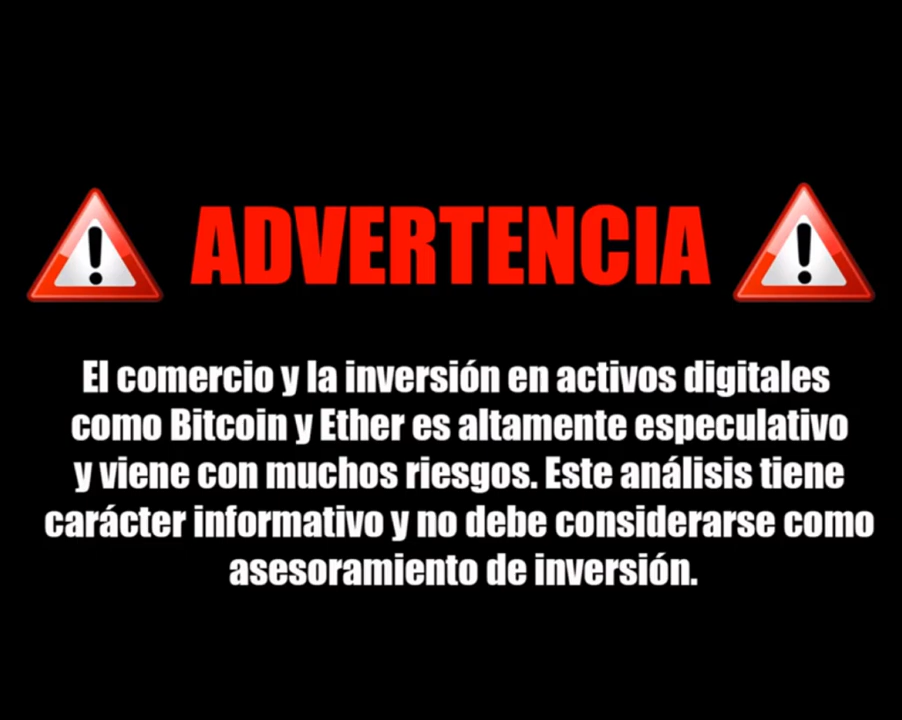 ADVERTENCIA
El comercio y la inversión en activos digitales
como Bitcoin y Ether es altamente especulativo
y viene con muchos riesgos. Este análisis tiene
carácter informativo y no debe considerarse como
asesoramiento de inversión.